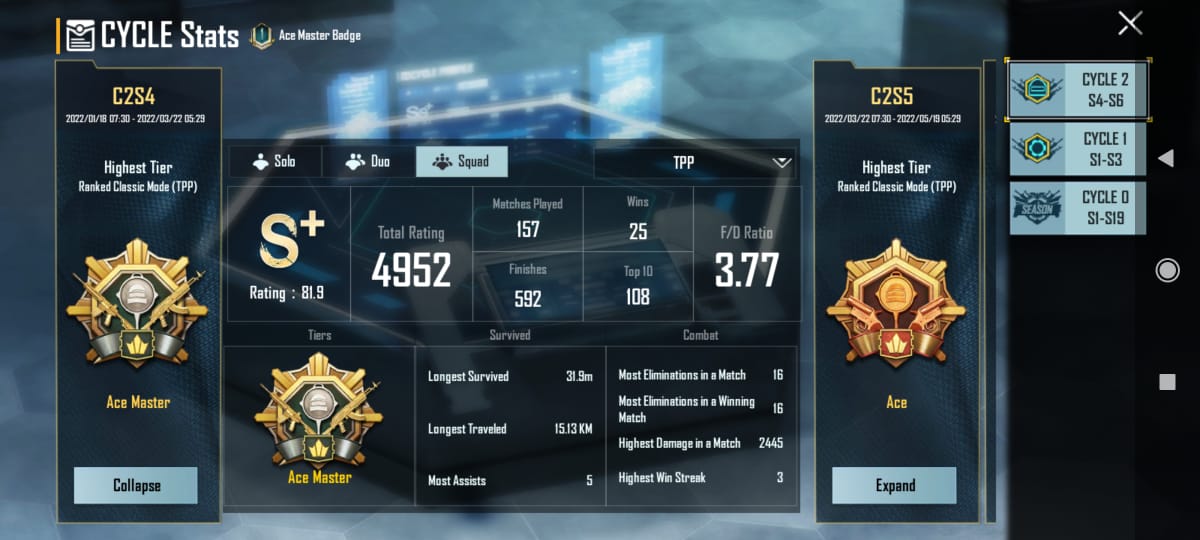 CYCLE Stats
Ace Master Badge
C2S4
2022/01/18 07:30 - 2022/03/22 05:29
Highest Tier
Ranked Classic Mode (TPP)
Ace Master
Collapse
Solo
Duo
Squad
TPP
S+
Rating : 81.9
Total Rating
4952
Matches Played
157
Finishes
592
Wins
25
Top 10
108
F/D Ratio
3.77
Tiers
Survived
Combat
Ace Master
Longest Survived 31.9m
Longest Traveled 15.13 KM
Most Assists 5
Most Eliminations in a Match 16
Most Eliminations in a Winning
Match 16
Highest Damage in a Match 2445
Highest Win Streak 3
C2S5
2022/03/22 07:30 - 2022/05/19 05:29
Highest Tier
Ranked Classic Mode (TPP)
Ace
Expand
CYCLE 2
S4-S6
CYCLE 1
S1-S3
SEASON
CYCLE 0
S1-S19